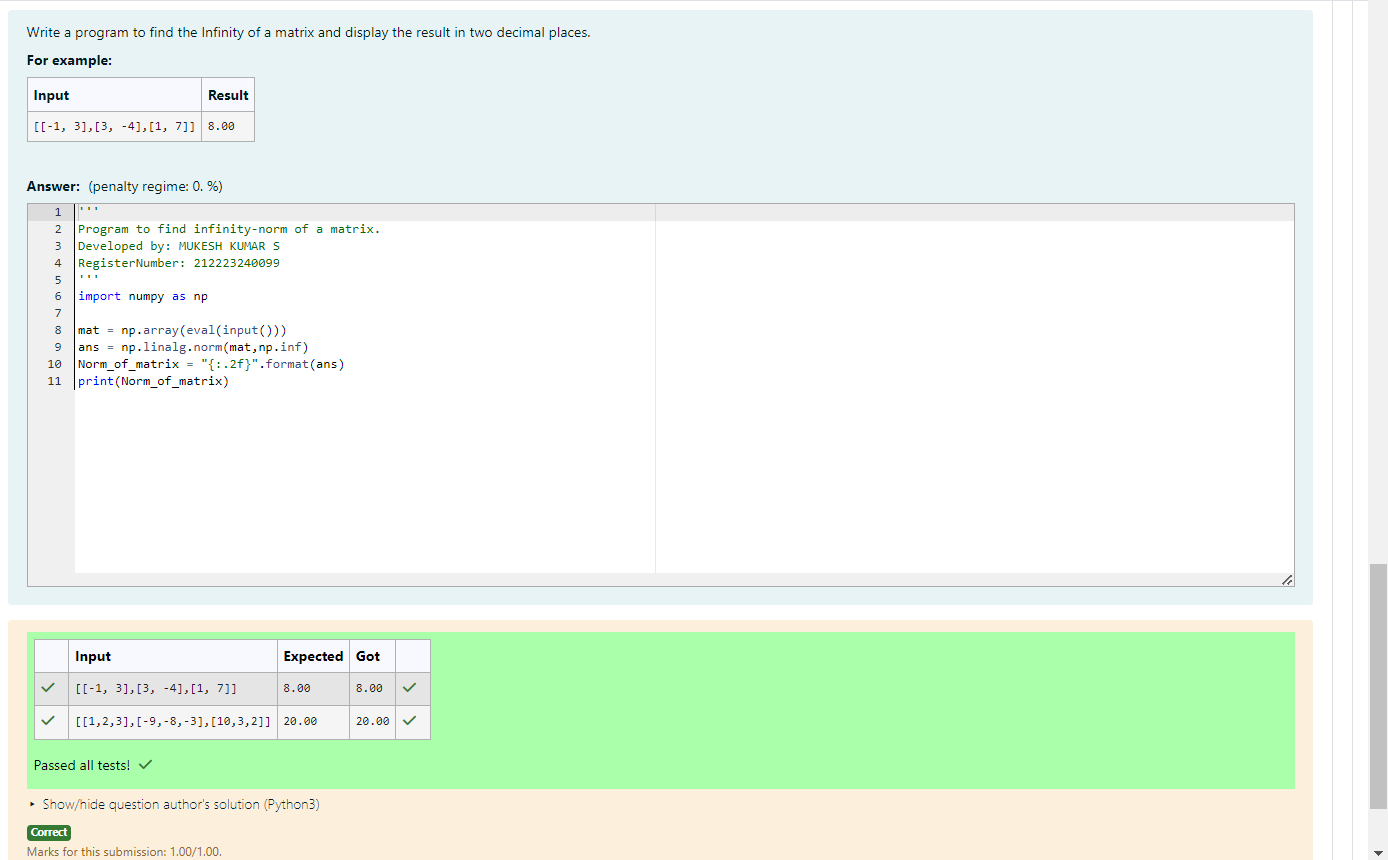 Write a program to find the Infinity of a matrix and display the result in two decimal places.
For example:
Input Result
[[-1, 3],[3, -4],[1, 7]] 8.00
Answer: (penalty regime: 0. %)
1 '''
2 Program to find infinity-norm of a matrix.
3 Developed by: MUKESH KUMAR S
4 RegisterNumber: 212223240099
5 '''
6 import numpy as np
7
8 mat = np.array(eval(input()))
9 ans = np.linalg.norm(mat,np.inf)
10 Norm_of_matrix = "{:.2f}".format(ans)
11 print(Norm_of_matrix)
Input Expected Got
[[-1, 3],[3, -4],[1, 7]] 8.00 8.00
[[1,2,3],[-9,-8,-3],[10,3,2]] 20.00 20.00
Passed all tests!
Show/hide question author's solution (Python3)
Correct
Marks for this submission: 1.00/1.00.